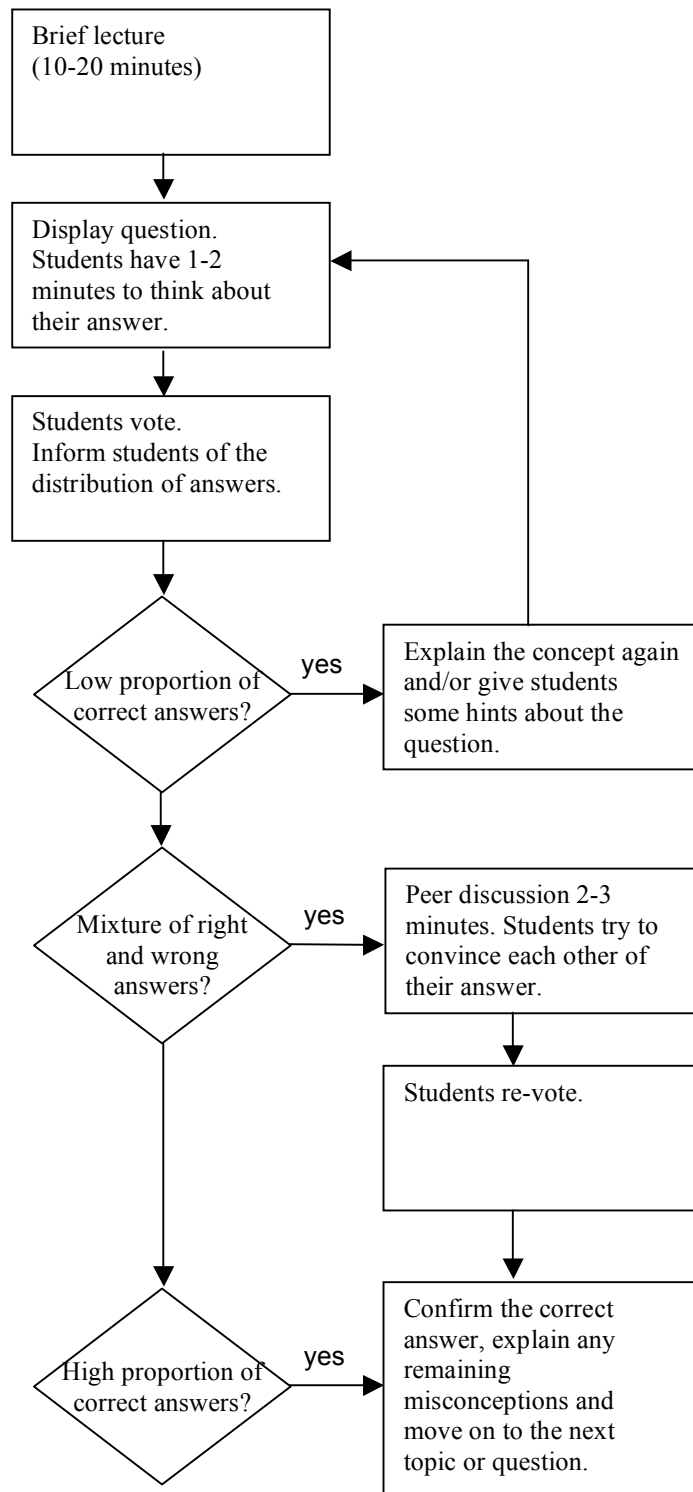 Brief lecture
(10-20 minutes)
Display question.
Students have 1-2
minutes to think about
their answer.
Students vote.
Inform students of the
distribution of answers.
Low proportion of
correct answers?
yes
Explain the concept again
and/or give students
some hints about the
question.
Mixture of right
and wrong
answers?
yes
Peer discussion 2-3
minutes. Students try to
convince each other of
their answer.
Students re-vote.
High proportion of
correct answers?
yes
Confirm the correct
answer, explain any
remaining
misconceptions and
move on to the next
topic or question.